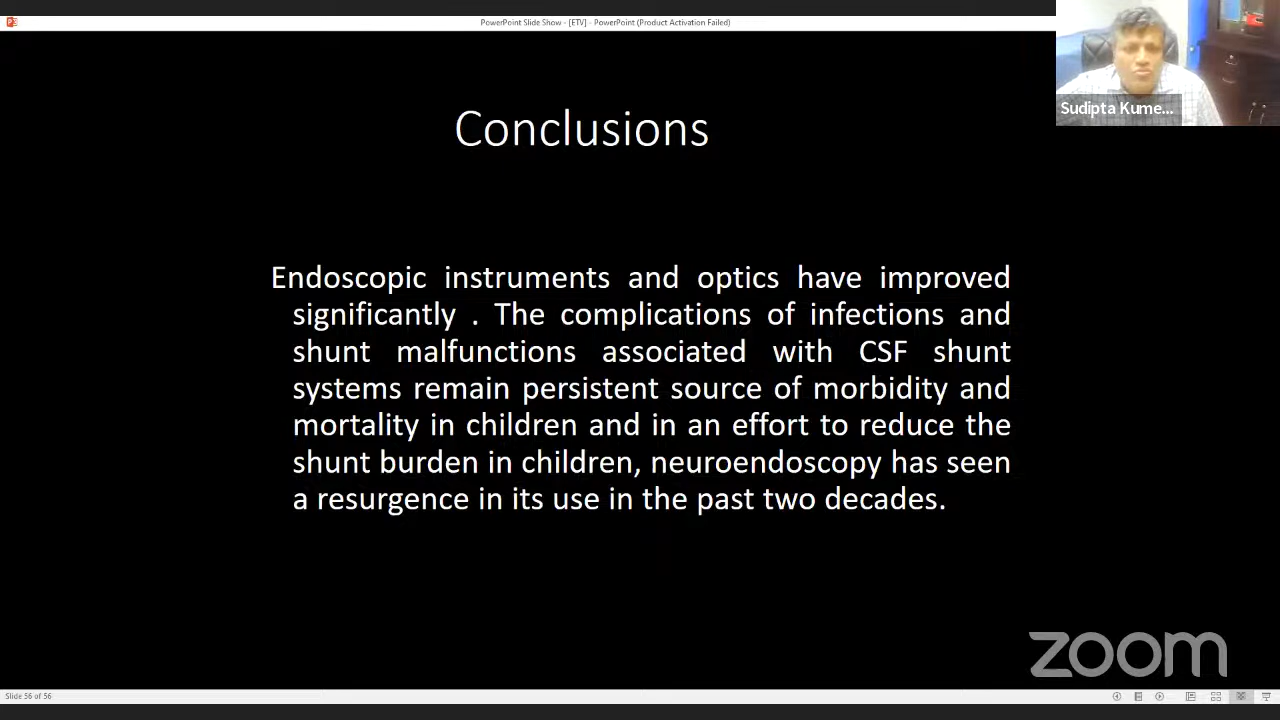 PowerPoint Slide Show - [ETV] - PowerPoint (Product Activation Failed)
Sudipta Kume...
Conclusions
Endoscopic instruments and optics have improved
significantly . The complications of infections and
shunt malfunctions associated with CSF shunt
systems remain persistent source of morbidity and
mortality in children and in an effort to reduce the
shunt burden in children, neuroendoscopy has seen
a resurgence in its use in the past two decades.
zoom
Slide 56 of 56